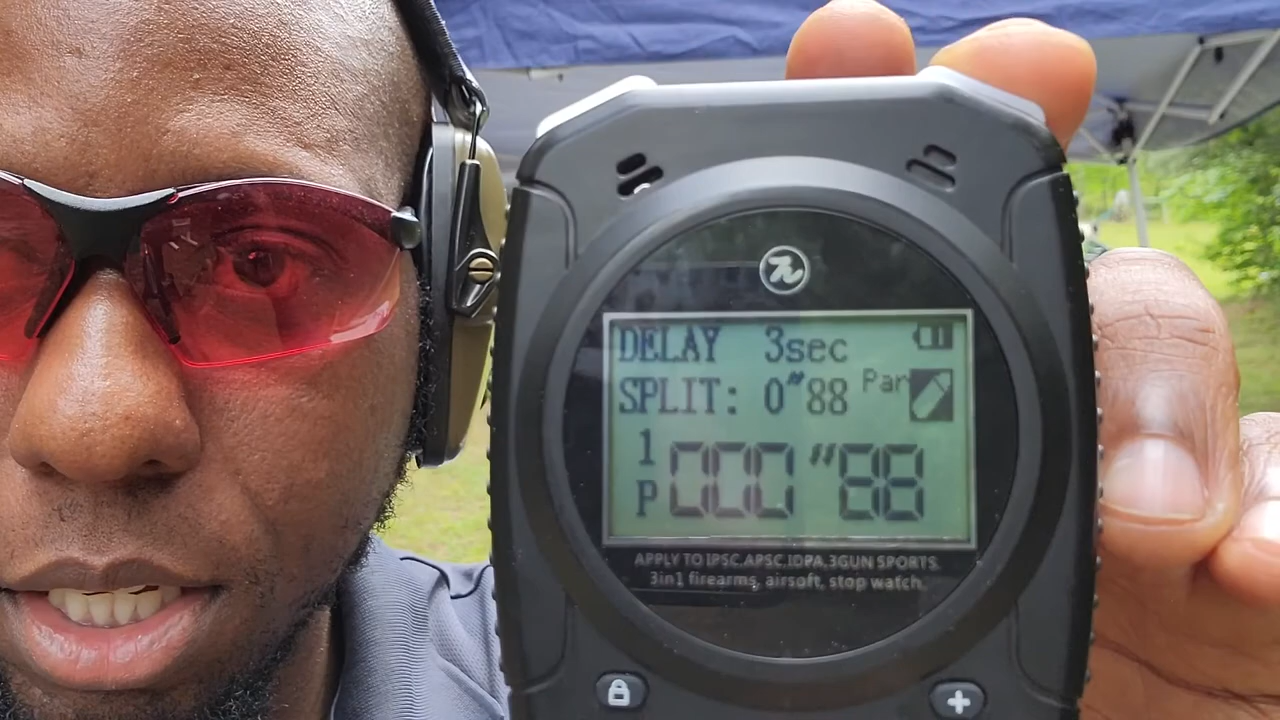 DELAY 3sec
SPLIT: 0"88 Par
1
P 000"88
APPLY TO IPSC.APSC.IDPA.3GUN SPORTS.
3in1 firearms, airsoft, stop watch.
+